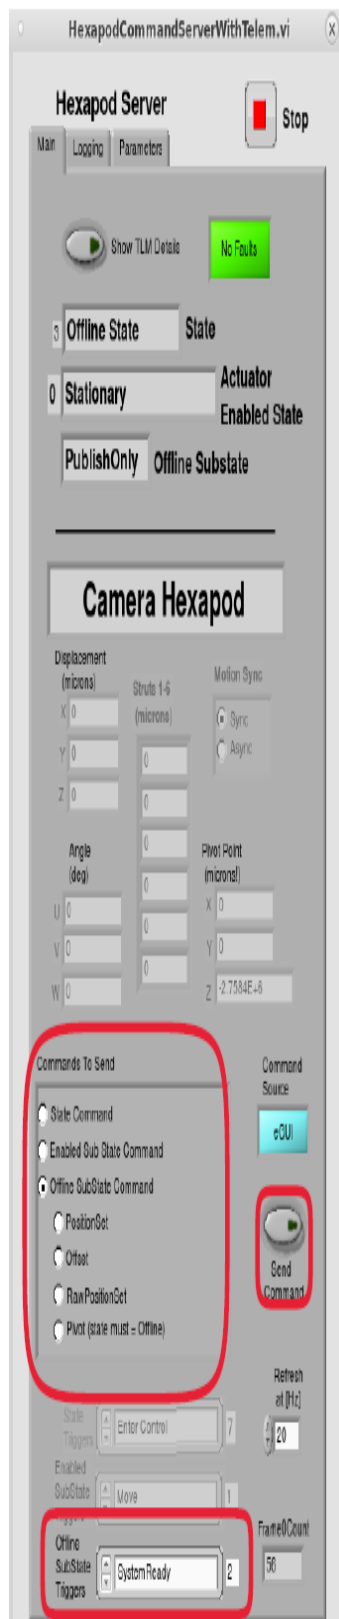 HexapodCommandServerWithTelem.vi
Hexapod Server
Stop
Main Logging Parameters
Show TLM Details
No Faults
3 Offline State State
0 Stationary Actuator Enabled State
PublishOnly Offline Substate
Camera Hexapod
Displacement
(microns)
X 0
Y 0
Z 0
Struts 1-6
(microns)
0
0
0
0
0
0
Motion Sync
Sync
Async
Angle
(deg)
U 0
V 0
W 0
Pivot Point
(microns!)
X 0
Y 0
Z -2.7584E+6
Commands To Send
State Command
Enabled Sub State Command
Offline SubState Command
PositionSet
Offset
RawPositionSet
Pivot (state must = Offline)
Command
Source
eGUI
Send
Command
Refresh
at [Hz]
20
State
Triggers
Enter Control 7
Enabled
SubState
Triggers
Move 1
Offline
SubState
Triggers
SystemReady 2
Frame0Count
56